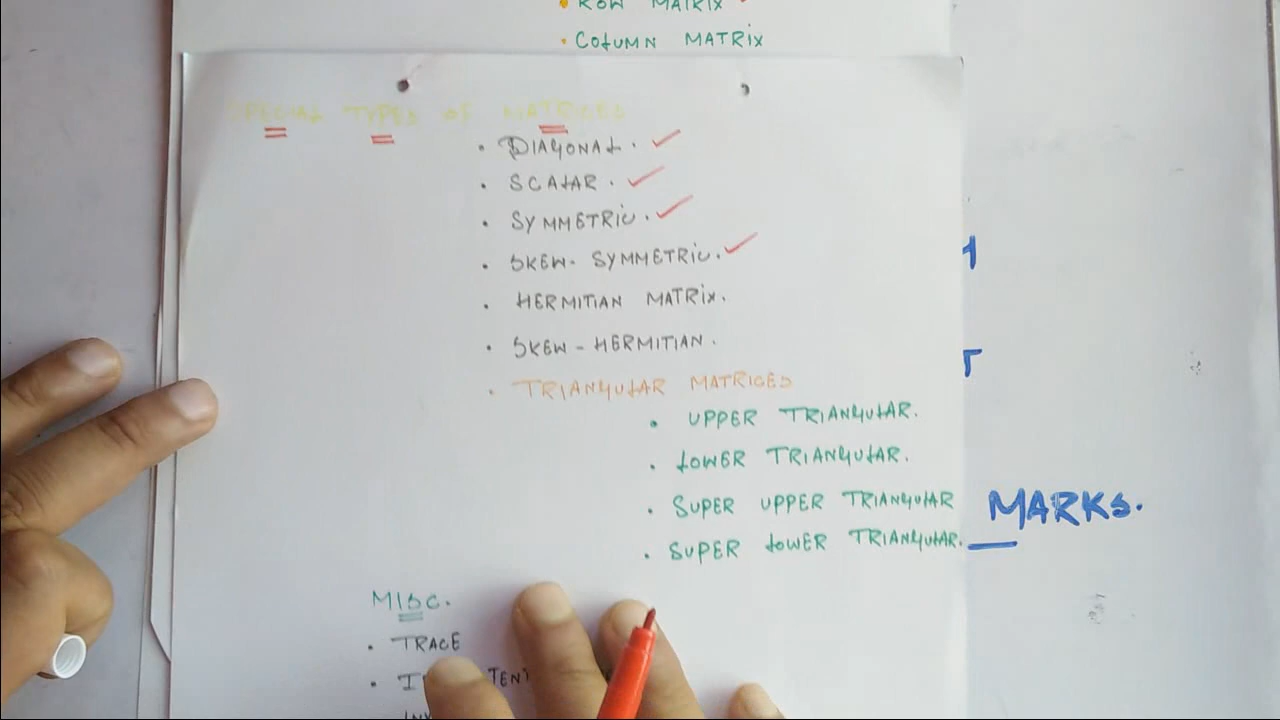 • ROW MATRIX
• COLUMN MATRIX
SPECIAL TYPES OF MATRICES
• DIAGONAL.
• SCALAR.
• SYMMETRIC.
• SKEW-SYMMETRIC.
• HERMITIAN MATRIX.
• SKEW-HERMITIAN.
• TRIANGULAR MATRICES
• UPPER TRIANGULAR.
• LOWER TRIANGULAR.
• SUPER UPPER TRIANGULAR
• SUPER LOWER TRIANGULAR.
MARKS.
MISC.
• TRACE